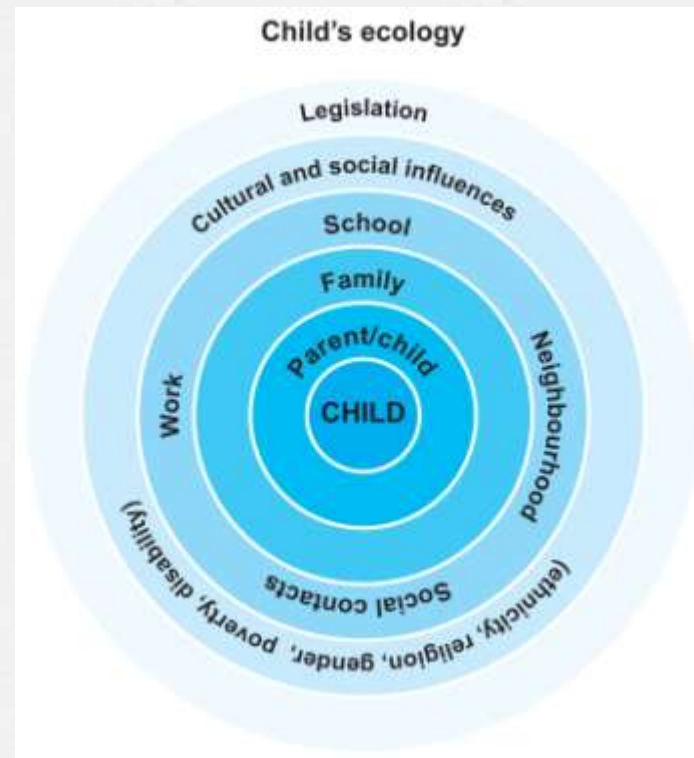 Child's ecology
Legislation
Cultural and social influences
School
Family
Parent/child
CHILD
Work
Neighbourhood
Social contacts
(ethnicity, religion, gender, poverty, disability)